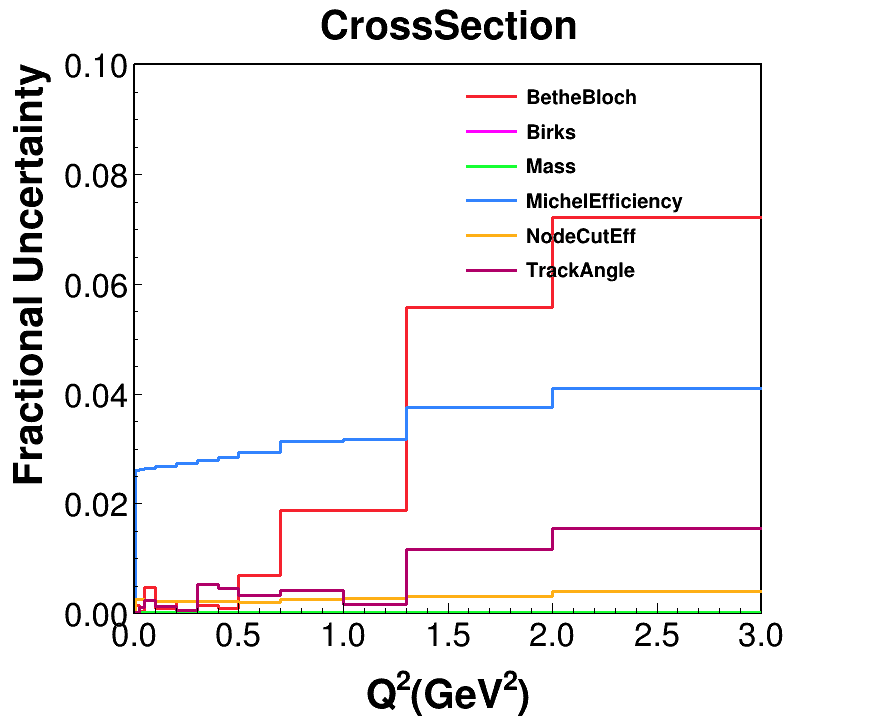 CrossSection
Fractional Uncertainty
0.10
0.08
0.06
0.04
0.02
0.00
BetheBloch
Birks
Mass
MichelEfficiency
NodeCutEff
TrackAngle
0.0 0.5 1.0 1.5 2.0 2.5 3.0
Q²(GeV²)